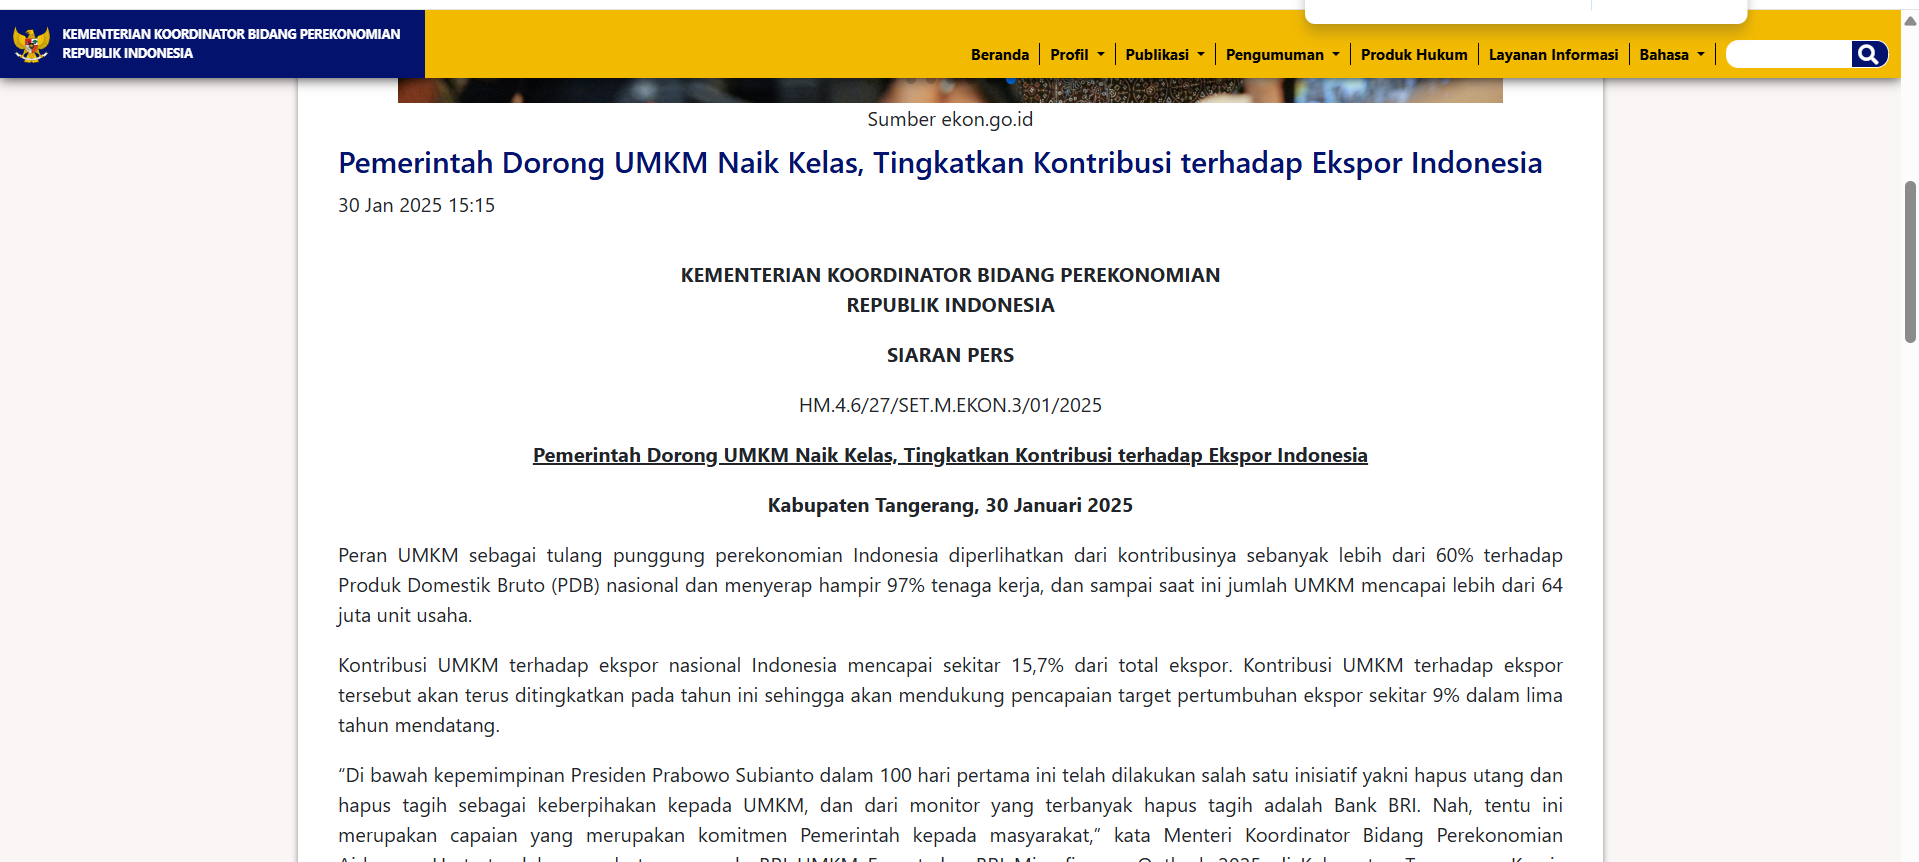 KEMENTERIAN KOORDINATOR BIDANG PEREKONOMIAN
REPUBLIK INDONESIA
Beranda
Profil
Publikasi
Pengumuman
Produk Hukum
Layanan Informasi
Bahasa
Sumber ekon.go.id
Pemerintah Dorong UMKM Naik Kelas, Tingkatkan Kontribusi terhadap Ekspor Indonesia
30 Jan 2025 15:15
KEMENTERIAN KOORDINATOR BIDANG PEREKONOMIAN
REPUBLIK INDONESIA
SIARAN PERS
HM.4.6/27/SET.M.EKON.3/01/2025
Pemerintah Dorong UMKM Naik Kelas, Tingkatkan Kontribusi terhadap Ekspor Indonesia
Kabupaten Tangerang, 30 Januari 2025
Peran UMKM sebagai tulang punggung perekonomian Indonesia diperlihatkan dari kontribusinya sebanyak lebih dari 60% terhadap
Produk Domestik Bruto (PDB) nasional dan menyerap hampir 97% tenaga kerja, dan sampai saat ini jumlah UMKM mencapai lebih dari 64
juta unit usaha.
Kontribusi UMKM terhadap ekspor nasional Indonesia mencapai sekitar 15,7% dari total ekspor. Kontribusi UMKM terhadap ekspor
tersebut akan terus ditingkatkan pada tahun ini sehingga akan mendukung pencapaian target pertumbuhan ekspor sekitar 9% dalam lima
tahun mendatang.
“Di bawah kepemimpinan Presiden Prabowo Subianto dalam 100 hari pertama ini telah dilakukan salah satu inisiatif yakni hapus utang dan
hapus tagih sebagai keberpihakan kepada UMKM, dan dari monitor yang terbanyak hapus tagih adalah Bank BRI. Nah, tentu ini
merupakan capaian yang merupakan komitmen Pemerintah kepada masyarakat,” kata Menteri Koordinator Bidang Perekonomian